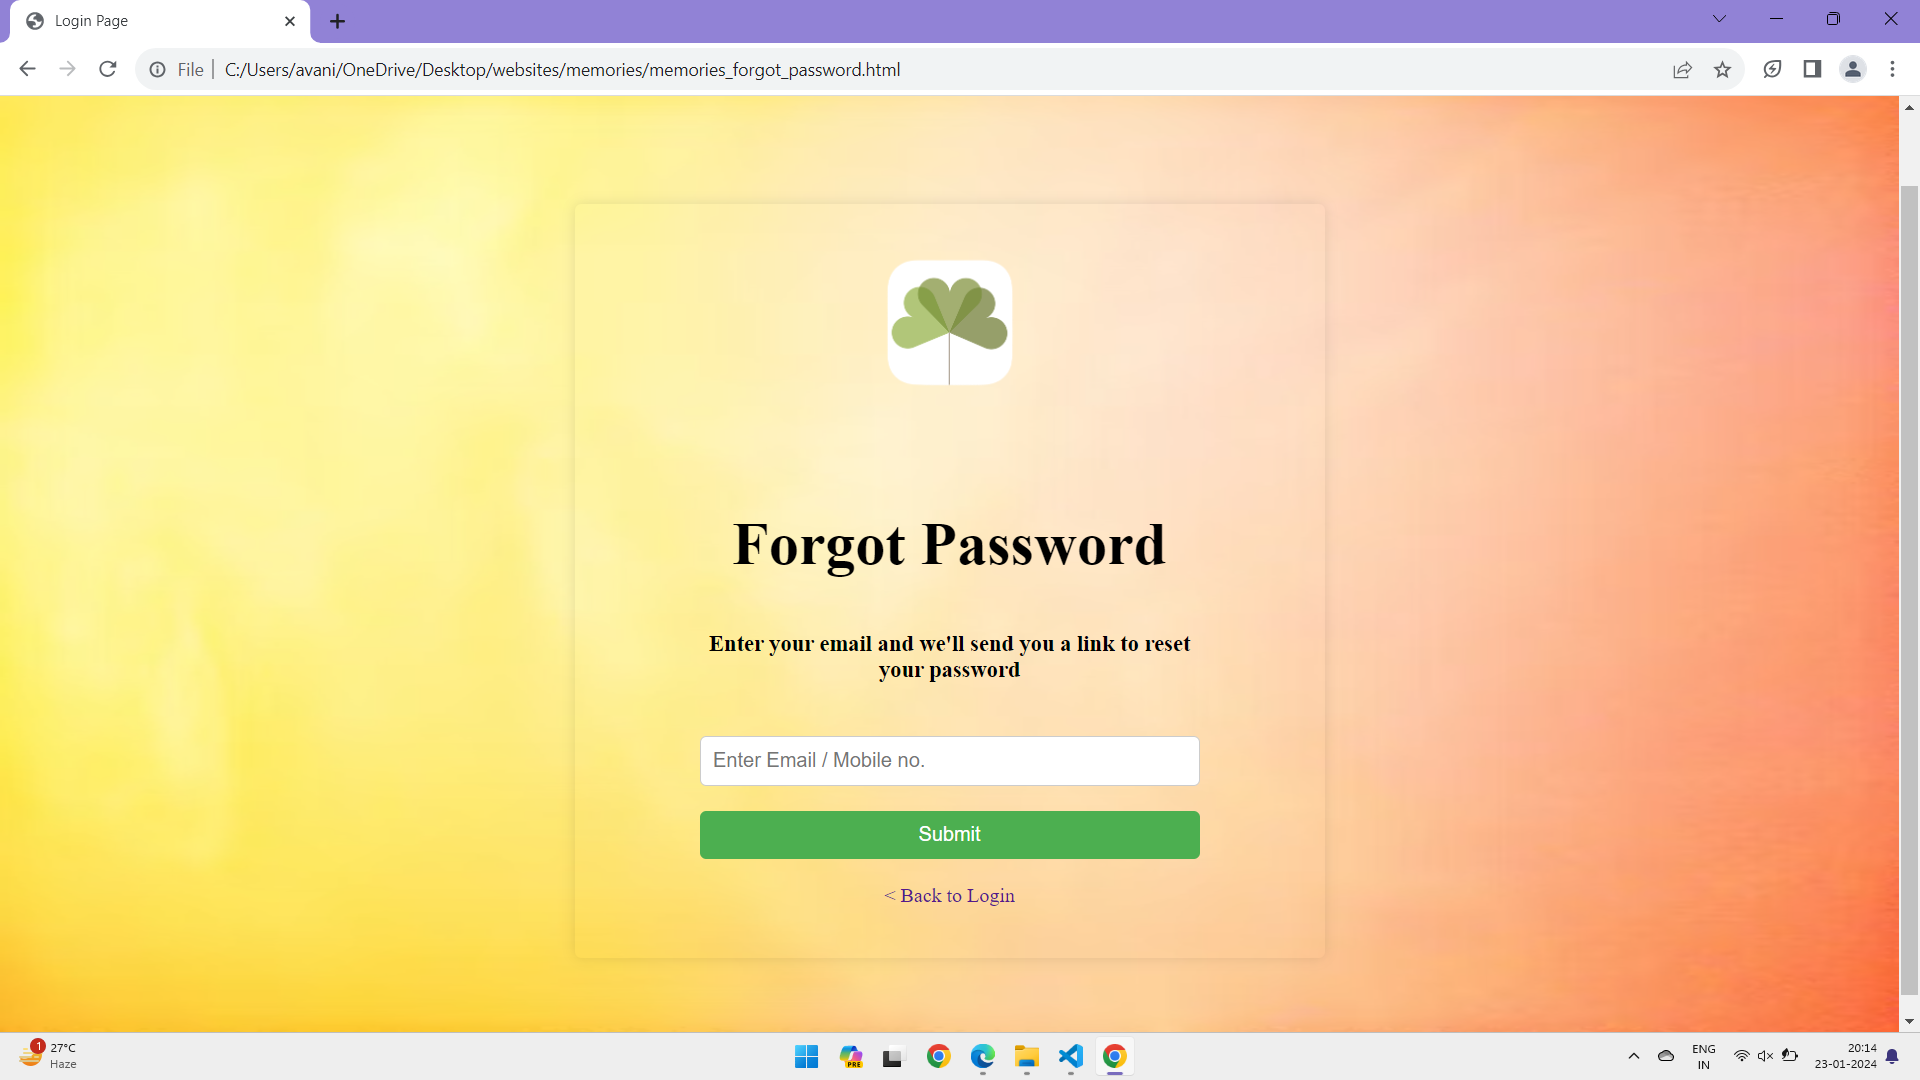 Login Page
File
C:/Users/avani/OneDrive/Desktop/websites/memories/memories_forgot_password.html
Forgot Password
Enter your email and we'll send you a link to reset
your password
Enter Email / Mobile no.
Submit
< Back to Login
1
27°C
Haze
PRE
ENG
IN
20:14
23-01-2024